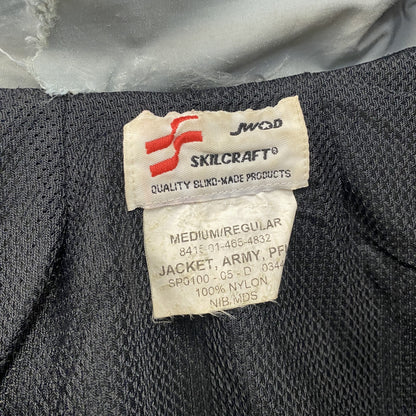 JWOD
SKILCRAFT®
QUALITY BLIND-MADE PRODUCTS
MEDIUM/REGULAR
8415-01-465-4832
JACKET, ARMY, PF
SP0100 - 05 - D 034
100% NYLON
NIB.MDS